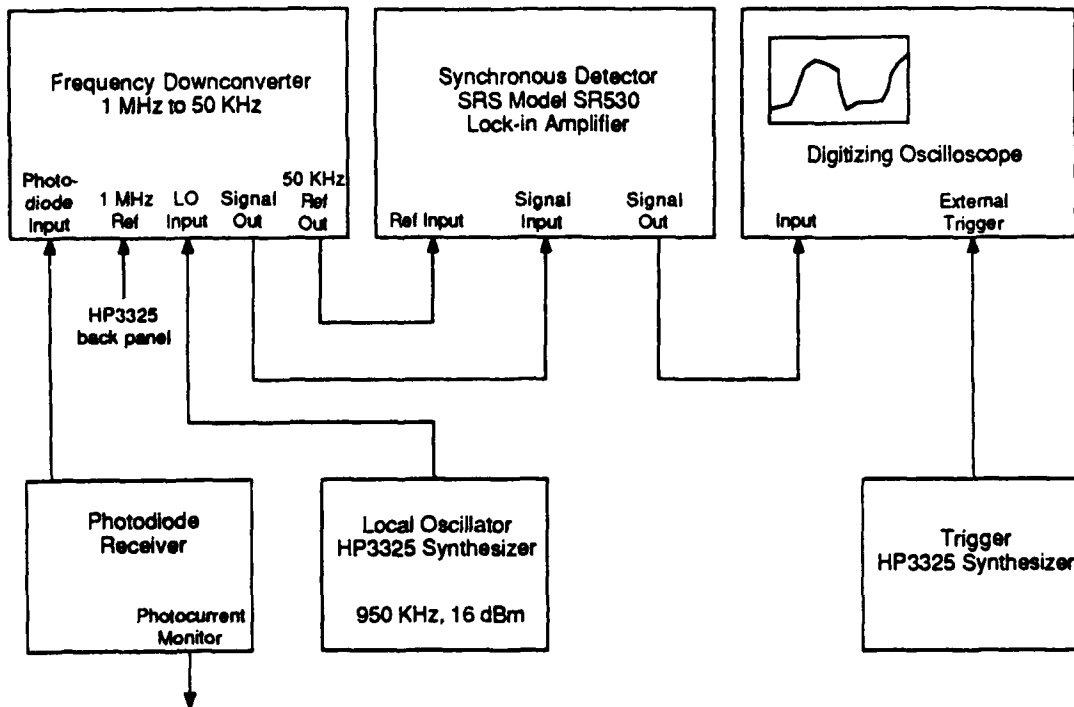 Frequency Downconverter
1 MHz to 50 KHz
Photo-
diode
Input
1 MHz
Ref
LO
Input
Signal
Out
50 KHz
Ref
Out
Synchronous Detector
SRS Model SR530
Lock-in Amplifier
Ref Input
Signal
Input
Signal
Out
Digitizing Oscilloscope
Input
External
Trigger
HP3325
back panel
Photodiode
Receiver
Photocurrent
Monitor
Local Oscillator
HP3325 Synthesizer
950 KHz, 16 dBm
Trigger
HP3325 Synthesizer